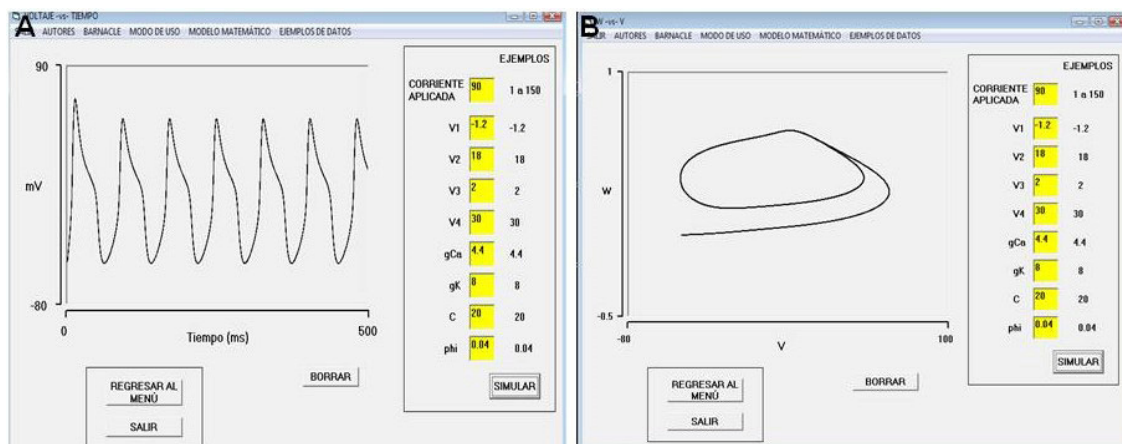 A
VOLTAJE -vs- TIEMPO
AUTORES BARNACLE MODO DE USO MODELO MATEMÁTICO EJEMPLOS DE DATOS
90
mV
-80
0
500
Tiempo (ms)
EJEMPLOS
CORRIENTE APLICADA 90 1 a 150
V1 -1.2 -1.2
V2 18 18
V3 2 2
V4 30 30
gCa 4.4 4.4
gK 8 8
C 20 20
phi 0.04 0.04
SIMULAR
BORRAR
REGRESAR AL
MENÚ
SALIR
B
W -vs- V
SALIR AUTORES BARNACLE MODO DE USO MODELO MATEMÁTICO EJEMPLOS DE DATOS
1
W
-0.5
-80
100
V
EJEMPLOS
CORRIENTE APLICADA 90 1 a 150
V1 -1.2 -1.2
V2 18 18
V3 2 2
V4 30 30
gCa 4.4 4.4
gK 8 8
C 20 20
phi 0.04 0.04
SIMULAR
BORRAR
REGRESAR AL
MENÚ
SALIR